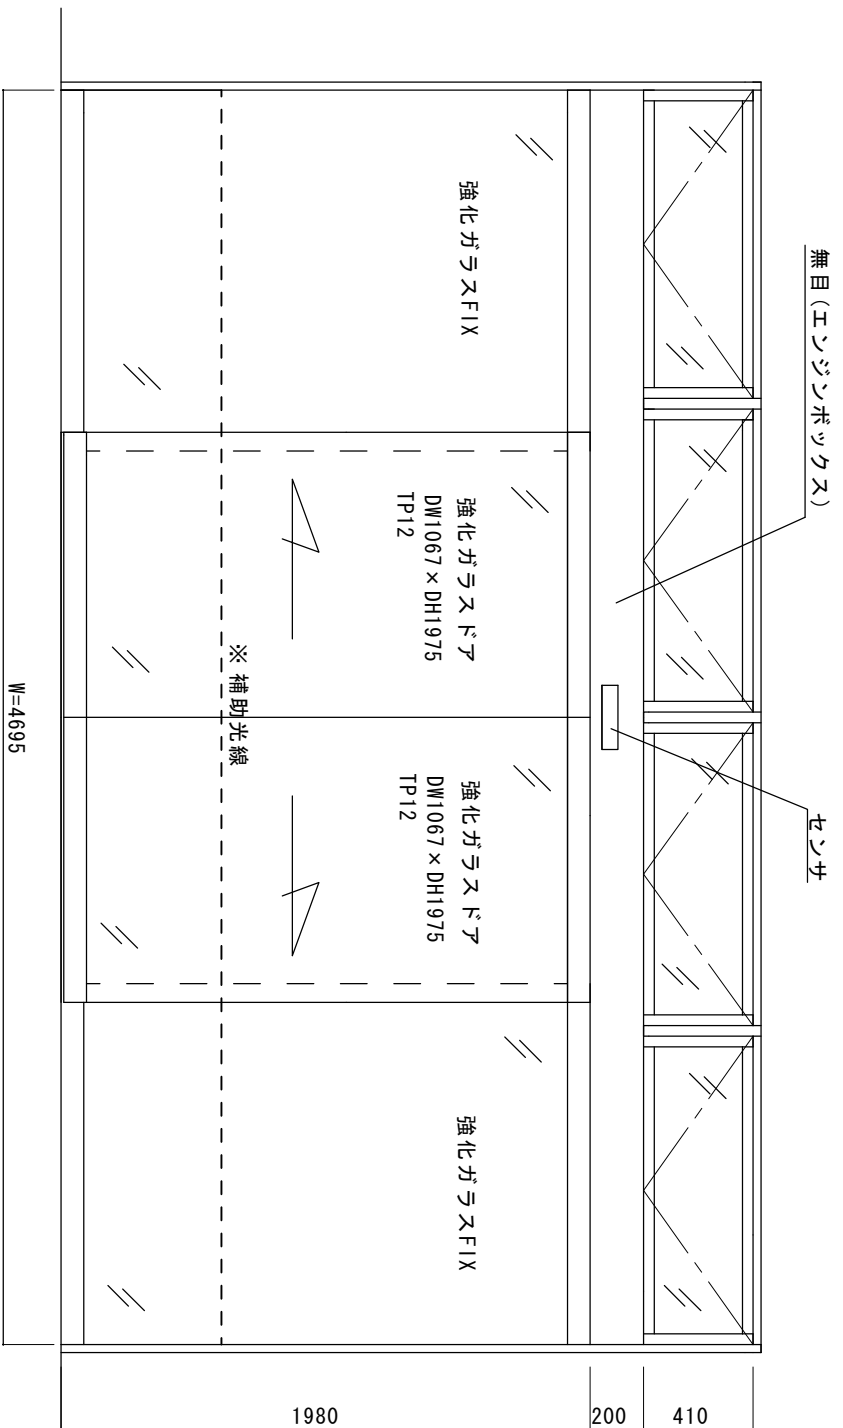 無目(エンジンボックス)
センサ
強化ガラスFIX
強化ガラスドア
DW1067×DH1975
TP12
強化ガラスドア
DW1067×DH1975
TP12
強化ガラスFIX
※ 補助光線
W=4695
410
200
1980